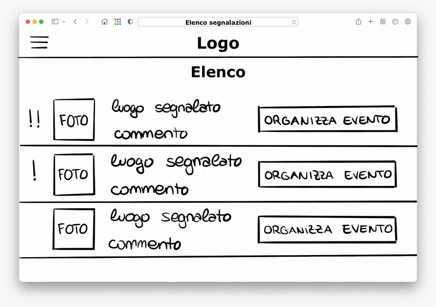 Elenco segnalazioni
Logo
Elenco
!! FOTO luogo segnalato
commento
ORGANIZZA EVENTO
! FOTO luogo segnalato
commento
ORGANIZZA EVENTO
FOTO luogo segnalato
commento
ORGANIZZA EVENTO